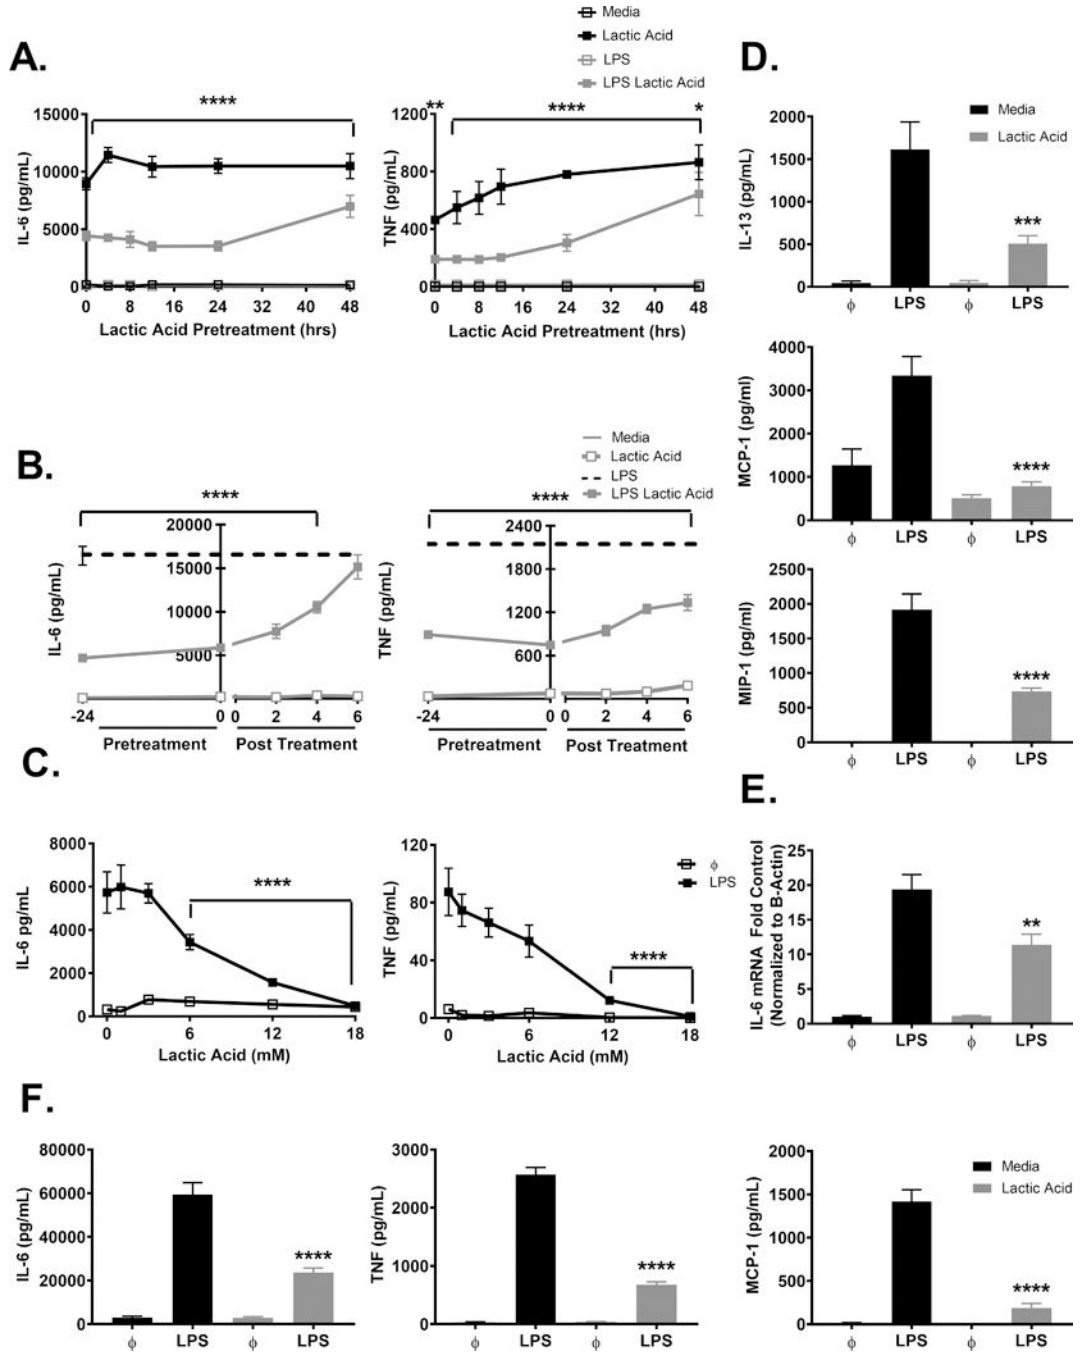 A.
Media
Lactic Acid
LPS
LPS Lactic Acid
IL-6 (pg/mL)
15000
10000
5000
0
****
0 8 16 24 32 40 48
Lactic Acid Pretreatment (hrs)
TNF (pg/mL)
1200
800
400
0
** **** *
0 8 16 24 32 40 48
Lactic Acid Pretreatment (hrs)
B.
Media
Lactic Acid
LPS
LPS Lactic Acid
IL-6 (pg/mL)
****
20000
15000
10000
5000
-24 0 0 2 4 6
Pretreatment Post Treatment
TNF (pg/mL)
****
2400
1800
1200
600
-24 0 0 2 4 6
Pretreatment Post Treatment
C.
IL-6 pg/mL
8000
6000
4000
2000
0
****
0 6 12 18
Lactic Acid (mM)
TNF (pg/mL)
120
80
40
0
ϕ
LPS
****
0 6 12 18
Lactic Acid (mM)
D.
Media
Lactic Acid
IL-13 (pg/mL)
2000
1500
1000
500
0
***
ϕ LPS ϕ LPS
MCP-1 (pg/ml)
4000
3000
2000
1000
0
****
ϕ LPS ϕ LPS
MIP-1 (pg/ml)
2500
2000
1500
1000
500
0
****
ϕ LPS ϕ LPS
E.
IL-6 mRNA Fold Control
(Normalized to B-Actin)
25
20
15
10
5
0
**
ϕ LPS ϕ LPS
F.
IL-6 (pg/mL)
80000
60000
40000
20000
0
****
ϕ LPS ϕ LPS
TNF (pg/mL)
3000
2000
1000
0
****
ϕ LPS ϕ LPS
MCP-1 (pg/mL)
2000
1500
1000
500
0
Media
Lactic Acid
****
ϕ LPS ϕ LPS